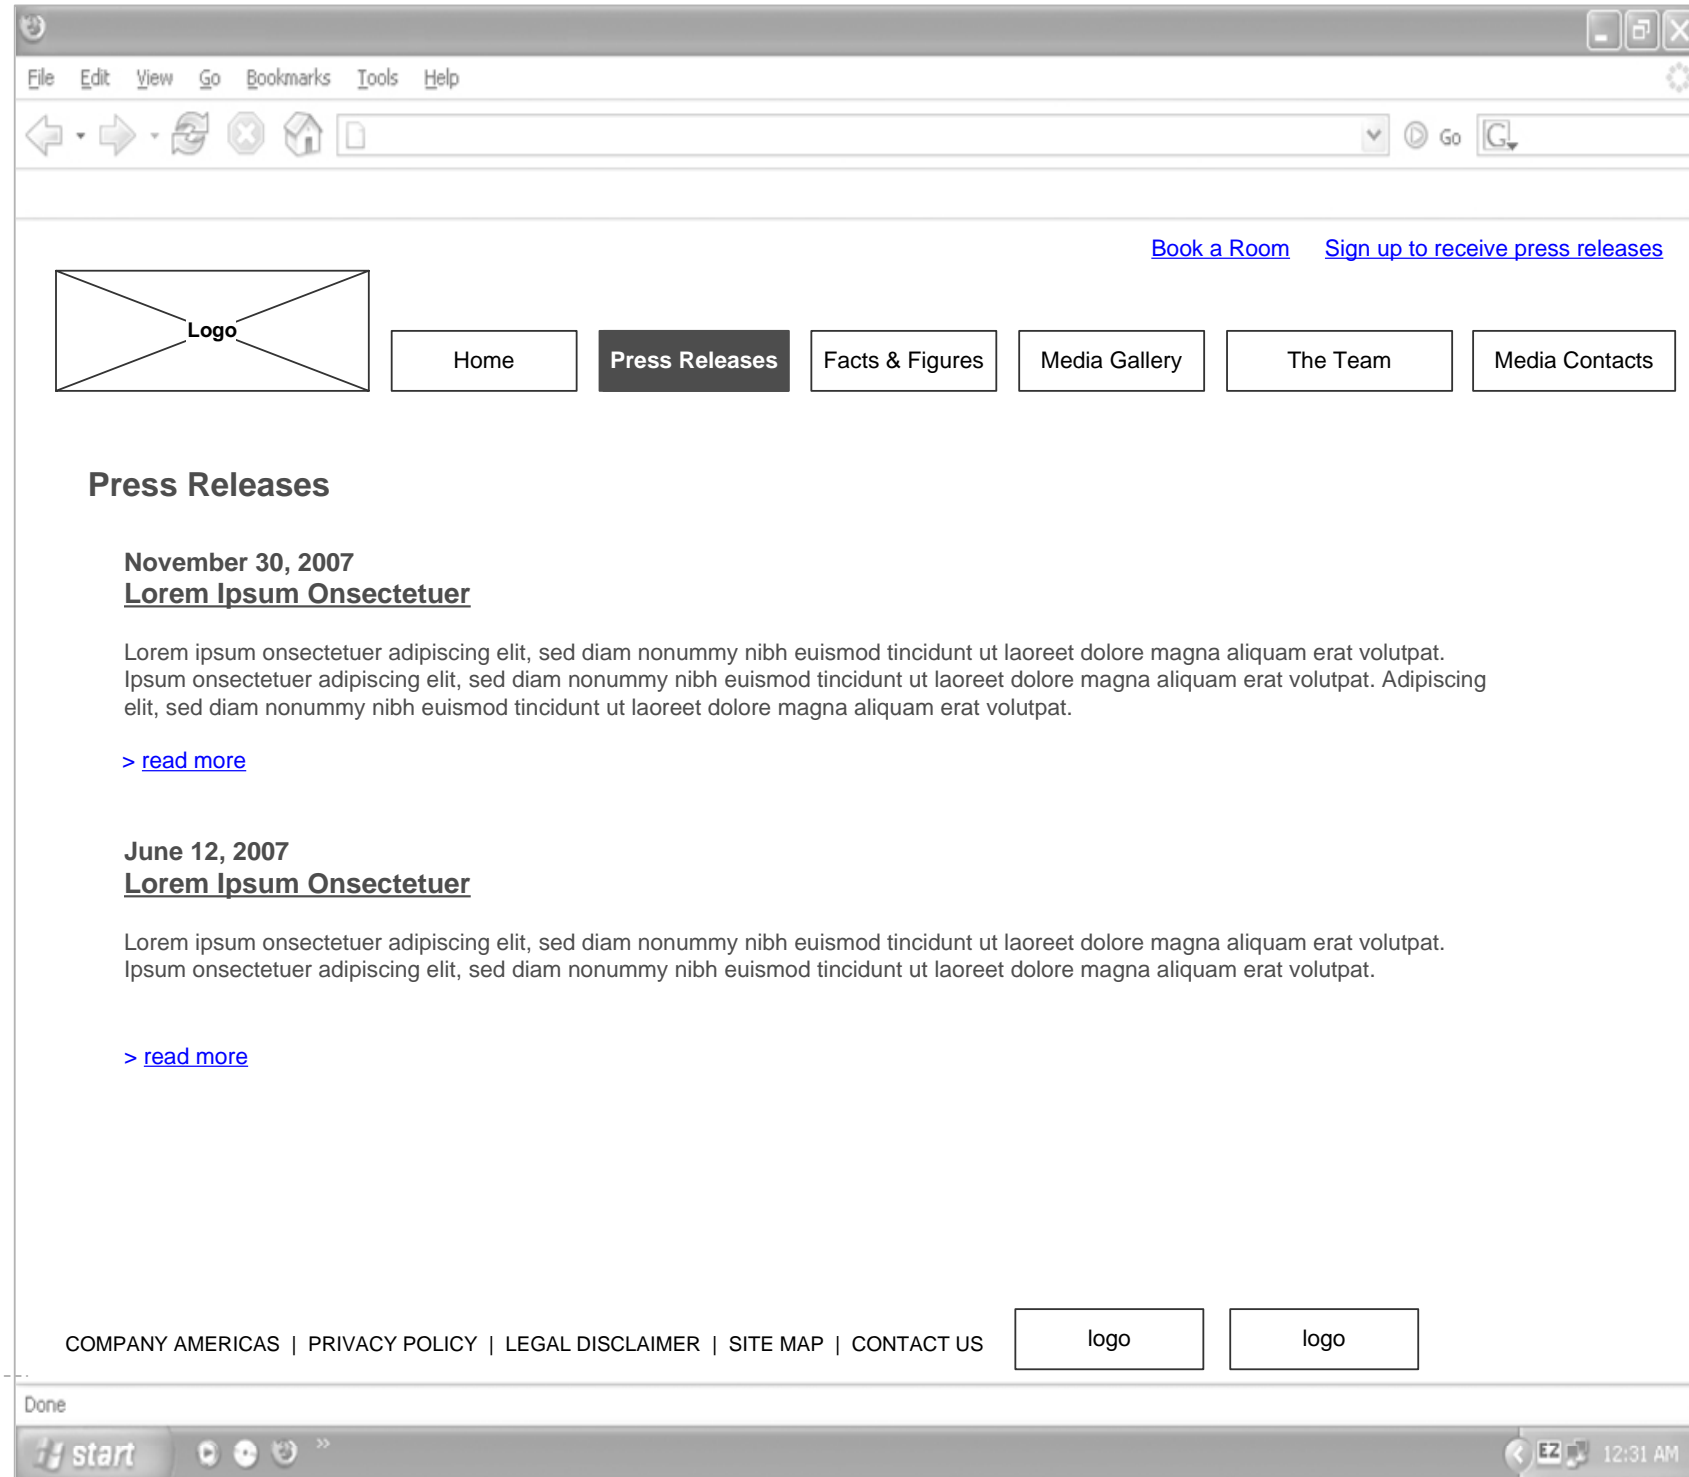 File Edit View Go Bookmarks Tools Help
Go G
Book a Room Sign up to receive press releases
Logo
Home Press Releases Facts & Figures Media Gallery The Team Media Contacts
Press Releases
November 30, 2007
Lorem Ipsum Onsectetuer
Lorem ipsum onsectetuer adipiscing elit, sed diam nonummy nibh euismod tincidunt ut laoreet dolore magna aliquam erat volutpat.
Ipsum onsectetuer adipiscing elit, sed diam nonummy nibh euismod tincidunt ut laoreet dolore magna aliquam erat volutpat. Adipiscing
elit, sed diam nonummy nibh euismod tincidunt ut laoreet dolore magna aliquam erat volutpat.
> read more
June 12, 2007
Lorem Ipsum Onsectetuer
Lorem ipsum onsectetuer adipiscing elit, sed diam nonummy nibh euismod tincidunt ut laoreet dolore magna aliquam erat volutpat.
Ipsum onsectetuer adipiscing elit, sed diam nonummy nibh euismod tincidunt ut laoreet dolore magna aliquam erat volutpat.
> read more
COMPANY AMERICAS | PRIVACY POLICY | LEGAL DISCLAIMER | SITE MAP | CONTACT US
logo logo
Done
start » EZ 12:31 AM